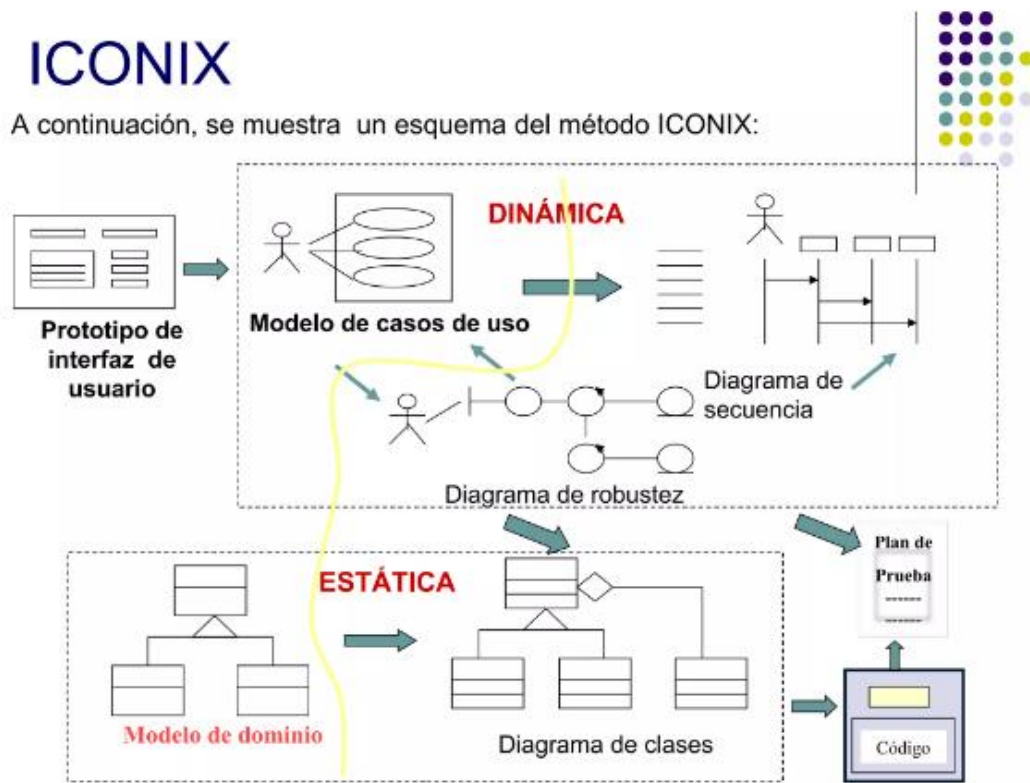 ICONIX
A continuación, se muestra un esquema del método ICONIX:
DINÁMICA
Prototipo de
interfaz de
usuario
Modelo de casos de uso
Diagrama de
secuencia
Diagrama de robustez
ESTÁTICA
Plan de
Prueba
------
------
Modelo de dominio
Diagrama de clases
Código